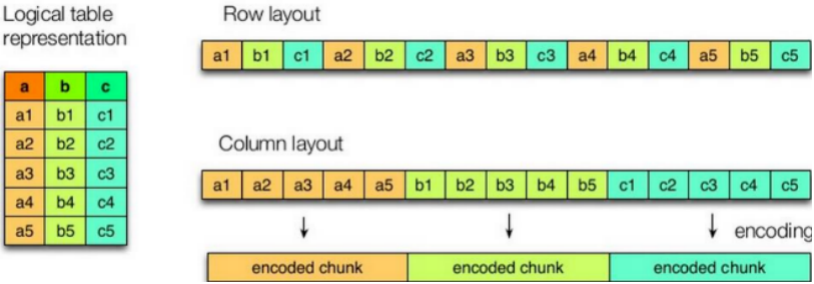 Logical table
representation
a b c
a1 b1 c1
a2 b2 c2
a3 b3 c3
a4 b4 c4
a5 b5 c5
Row layout
a1 b1 c1 a2 b2 c2 a3 b3 c3 a4 b4 c4 a5 b5 c5
Column layout
a1 a2 a3 a4 a5 b1 b2 b3 b4 b5 c1 c2 c3 c4 c5
encoding
encoded chunk encoded chunk encoded chunk